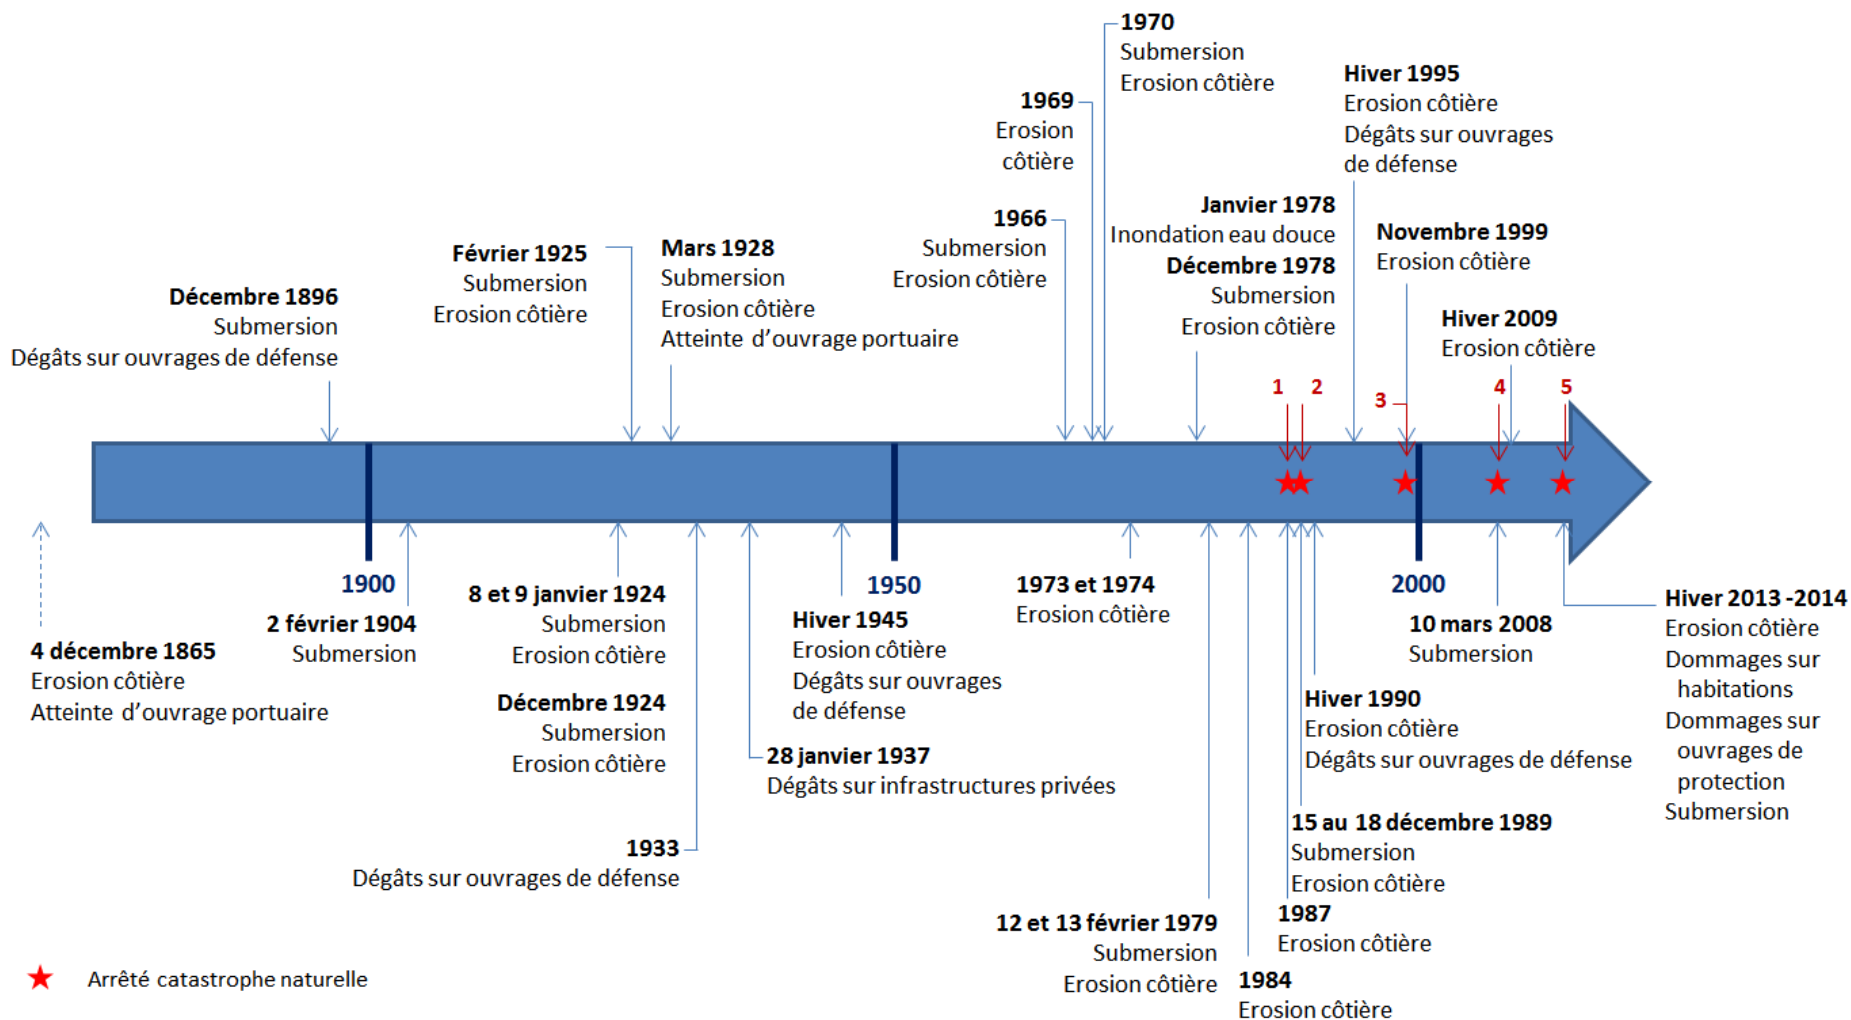 1970
Submersion
Erosion côtière
Hiver 1995
Erosion côtière
Dégâts sur ouvrages
de défense
1969
Erosion
côtière
Janvier 1978
Inondation eau douce
Décembre 1978
Submersion
Erosion côtière
1966
Submersion
Erosion côtière
Novembre 1999
Erosion côtière
Février 1925
Submersion
Erosion côtière
Mars 1928
Submersion
Erosion côtière
Atteinte d'ouvrage portuaire
Décembre 1896
Submersion
Dégâts sur ouvrages de défense
Hiver 2009
Erosion côtière
1
2
3
4
5
1900
1950
2000
4 décembre 1865
Erosion côtière
Atteinte d'ouvrage portuaire
2 février 1904
Submersion
8 et 9 janvier 1924
Submersion
Erosion côtière
Décembre 1924
Submersion
Erosion côtière
Hiver 1945
Erosion côtière
Dégâts sur ouvrages
de défense
28 janvier 1937
Dégâts sur infrastructures privées
1933
Dégâts sur ouvrages de défense
1973 et 1974
Erosion côtière
10 mars 2008
Submersion
Hiver 2013 -2014
Erosion côtière
Dommages sur
habitations
Dommages sur
ouvrages de
protection
Submersion
Hiver 1990
Erosion côtière
Dégâts sur ouvrages de défense
15 au 18 décembre 1989
Submersion
Erosion côtière
1987
Erosion côtière
12 et 13 février 1979
Submersion
Erosion côtière
1984
Erosion côtière
Arrêté catastrophe naturelle